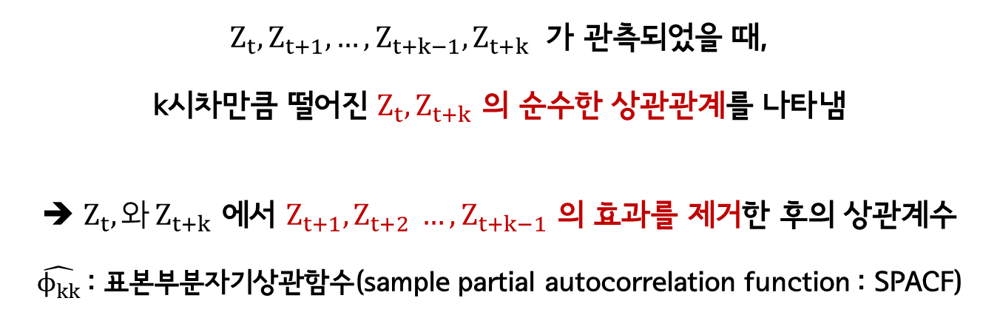 Z_t, Z_{t+1}, … , Z_{t+k−1}, Z_{t+k} 가 관측되었을 때,
k시차만큼 떨어진 Z_t, Z_{t+k} 의 순수한 상관관계를 나타냄
➔ Z_t, 와 Z_{t+k} 에서 Z_{t+1}, Z_{t+2} … , Z_{t+k−1} 의 효과를 제거한 후의 상관계수
\widehat{ϕ_{kk}} : 표본부분자기상관함수(sample partial autocorrelation function : SPACF)